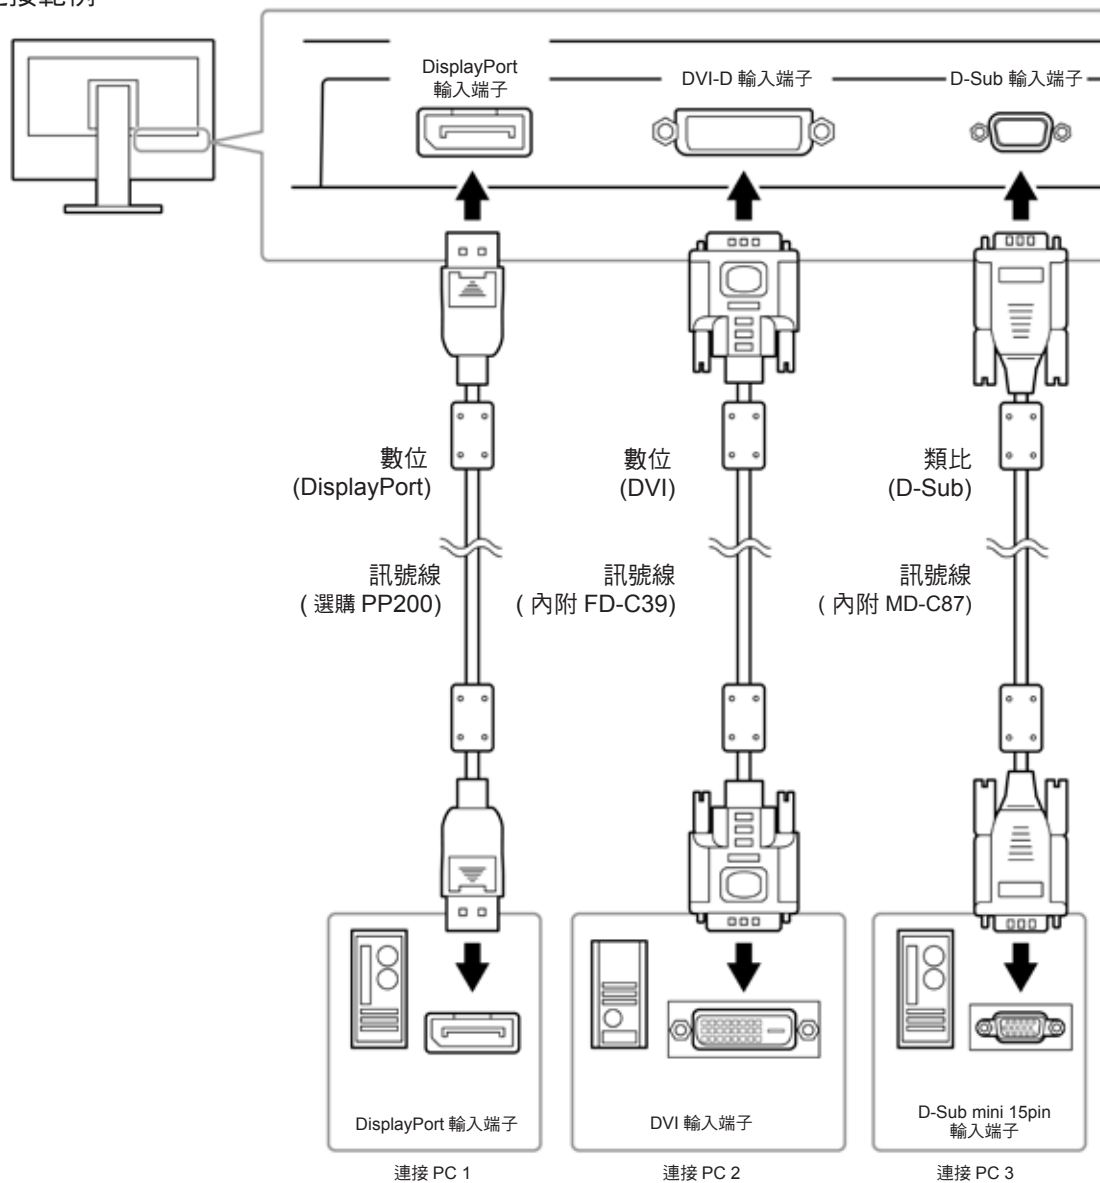 DisplayPort
輸入端子
DVI-D 輸入端子
D-Sub 輸入端子
數位
(DisplayPort)
數位
(DVI)
類比
(D-Sub)
訊號線
( 選購 PP200)
訊號線
( 內附 FD-C39)
訊號線
( 內附 MD-C87)
DisplayPort 輸入端子
DVI 輸入端子
D-Sub mini 15pin
輸入端子
連接 PC 1
連接 PC 2
連接 PC 3